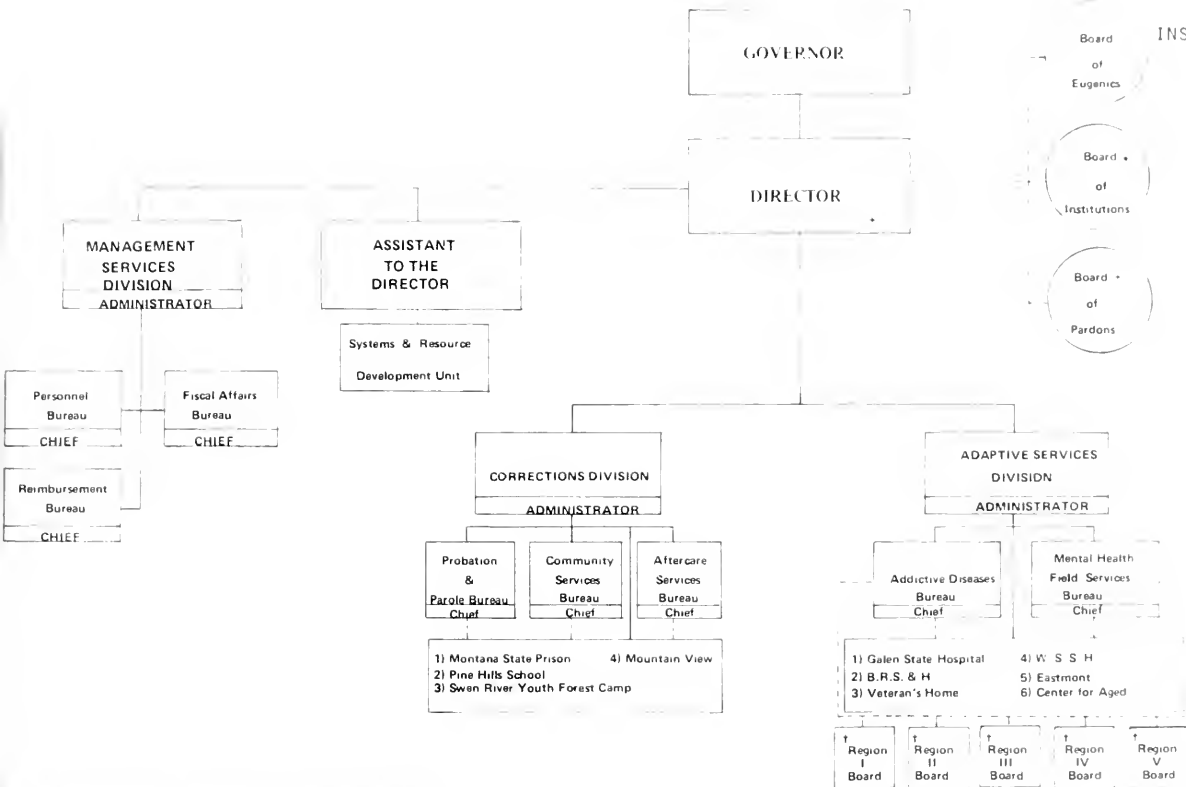 GOVERNOR
Board
of
Eugenics
INS
DIRECTOR
Board
of
Institutions
Board
of
Pardons
MANAGEMENT
SERVICES
DIVISION
ADMINISTRATOR
ASSISTANT
TO THE
DIRECTOR
Systems & Resource
Development Unit
Personnel
Bureau
CHIEF
Fiscal Affairs
Bureau
CHIEF
Reimbursement
Bureau
CHIEF
CORRECTIONS DIVISION
ADMINISTRATOR
ADAPTIVE SERVICES
DIVISION
ADMINISTRATOR
Probation
&
Parole Bureau
Chief
Community
Services
Bureau
Chief
Aftercare
Services
Bureau
Chief
Addictive Diseases
Bureau
Chief
Mental Health
Field Services
Bureau
Chief
1) Montana State Prison 4) Mountain View
2) Pine Hills School
3) Swen River Youth Forest Camp
1) Galen State Hospital 4) W S S H
2) B.R.S. & H 5) Eastmont
3) Veteran's Home 6) Center for Aged
†
Region
I
Board
†
Region
II
Board
†
Region
III
Board
†
Region
IV
Board
†
Region
V
Board